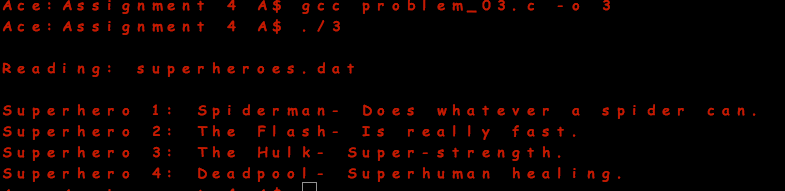 Ace:Assignment 4 A$ gcc problem_03.c -o 3
Ace:Assignment 4 A$ ./3
Reading: superheroes.dat
Superhero 1: Spiderman- Does whatever a spider can.
Superhero 2: The Flash- Is really fast.
Superhero 3: The Hulk- Super-strength.
Superhero 4: Deadpool- Superhuman healing.